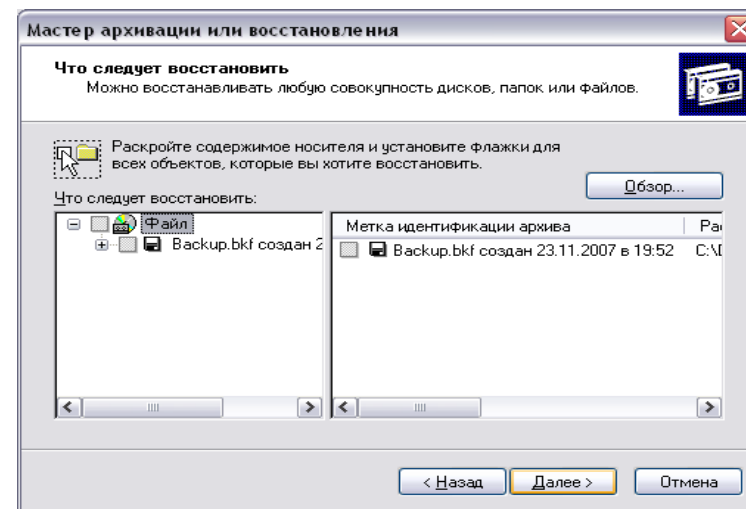 Мастер архивации или восстановления
Что следует восстановить
Можно восстанавливать любую совокупность дисков, папок или файлов.
Раскройте содержимое носителя и установите флажки для
всех объектов, которые вы хотите восстановить.
Обзор...
Что следует восстановить:
Файл
Backup.bkf создан 2
Метка идентификации архива
Ра
Backup.bkf создан 23.11.2007 в 19:52
C:\
< Назад
Далее >
Отмена